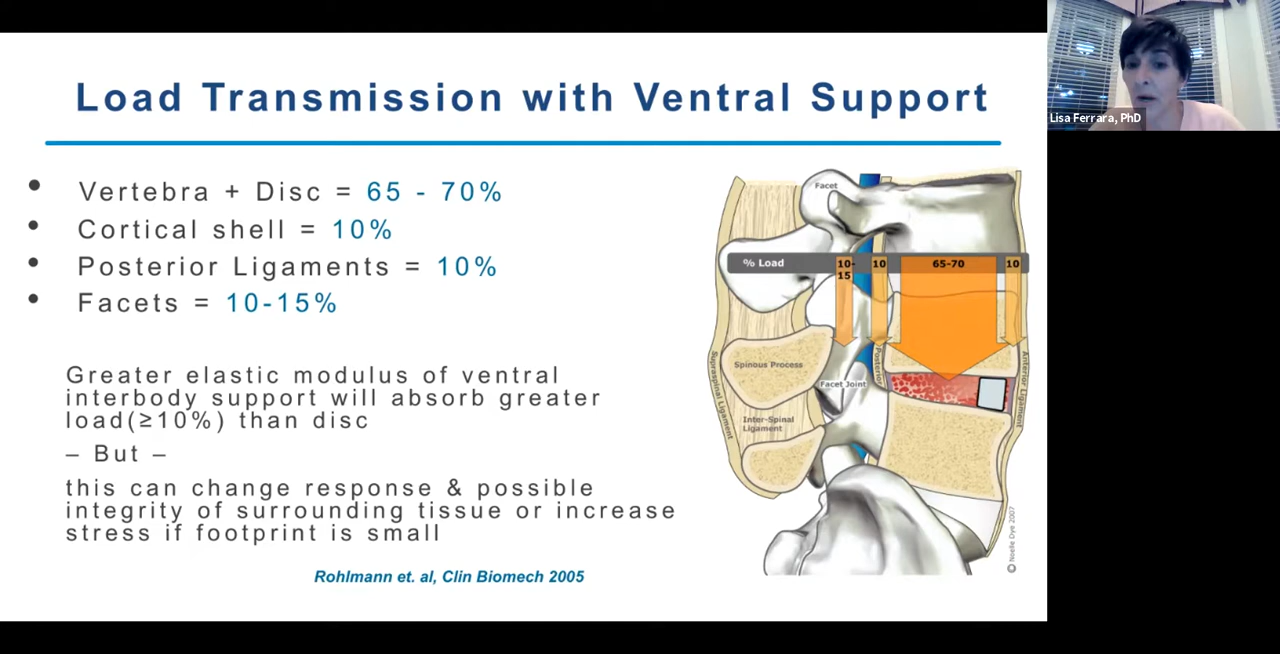 Load Transmission with Ventral Support
Lisa Ferrara, PhD
• Vertebra + Disc = 65 - 70%
• Cortical shell = 10%
• Posterior Ligaments = 10%
• Facets = 10-15%
Greater elastic modulus of ventral
interbody support will absorb greater
load(≥10%) than disc
– But –
this can change response & possible
integrity of surrounding tissue or increase
stress if footprint is small
Rohlmann et. al, Clin Biomech 2005
Facet
% Load
10-
15
10
65-70
10
Supraspinal Ligament
Spinous Process
Facet Joint
Posterior
Anterior Ligament
Inter-Spinal
Ligament
© Noelle Dye 2007